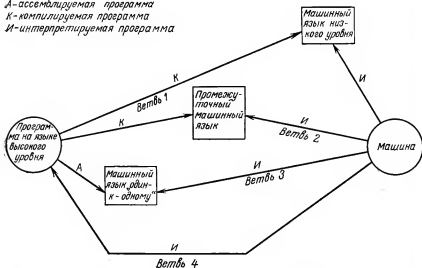 А-ассемблируемая программа
К-компилируемая программа
И-интерпретируемая программа
Машинный
язык низ-
кого уровня
К
И
Ветвь 1
Промежу-
точный
машинный
язык
Програм-
ма на языке
высокого
уровня
К
И
Ветвь 2
Машина
А
И
Ветвь 3
Машинный
язык „один-
к-одному“
И
Ветвь 4